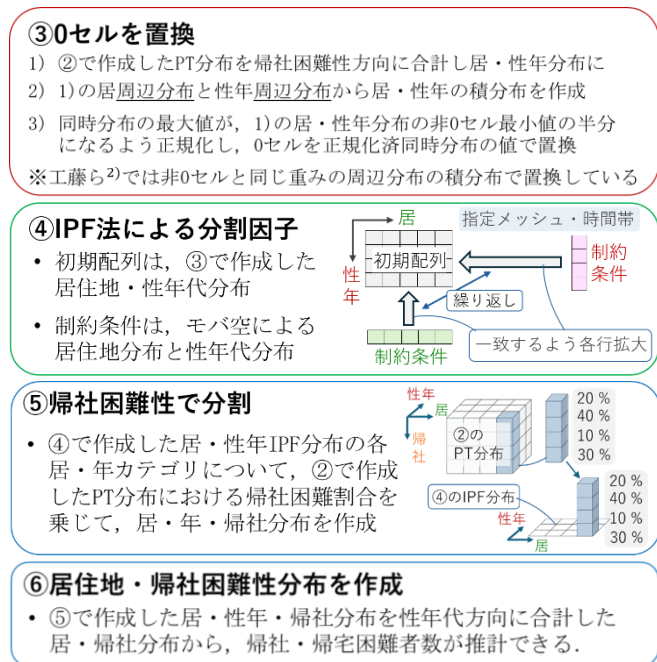 ③0セルを置換
1) ②で作成したPT分布を帰社困難性方向に合計し居・性年分布に
2) 1)の居周辺分布と性年周辺分布から居・性年の積分布を作成
3) 同時分布の最大値が，1)の居・性年分布の非0セル最小値の半分
になるよう正規化し，0セルを正規化済同時分布の値で置換
※工藤ら2)では非0セルと同じ重みの周辺分布の積分布で置換している
④IPF法による分割因子
• 初期配列は，③で作成した
居住地・性年代分布
• 制約条件は，モバ空による
居住地分布と性年代分布
居
指定メッシュ・時間帯
性年
初期配列
制約
条件
繰り返し
制約条件
一致するよう各行拡大
⑤帰社困難性で分割
• ④で作成した居・性年IPF分布の各
居・年カテゴリについて，②で作成
したPT分布における帰社困難割合を
乗じて，居・年・帰社分布を作成
性年
居
帰社
②の
PT分布
20 %
40 %
10 %
30 %
④のIPF分布
性年
居
20 %
40 %
10 %
30 %
⑥居住地・帰社困難性分布を作成
• ⑤で作成した居・性年・帰社分布を性年代方向に合計した
居・帰社分布から，帰社・帰宅困難者数が推計できる．